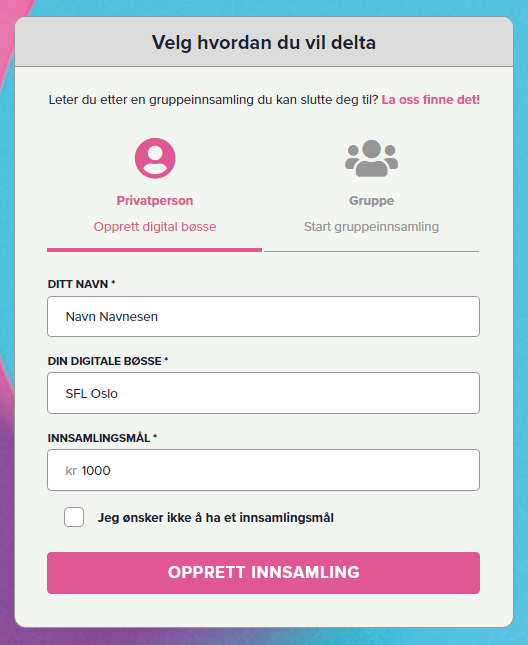 Velg hvordan du vil delta
Leter du etter en gruppeinnsamling du kan slutte deg til? La oss finne det!
Privatperson
Opprett digital bøsse
Gruppe
Start gruppeinnsamling
DITT NAVN *
Navn Navnesen
DIN DIGITALE BØSSE *
SFL Oslo
INNSAMLINGSMÅL *
kr 1000
Jeg ønsker ikke å ha et innsamlingsmål
OPPRETT INNSAMLING